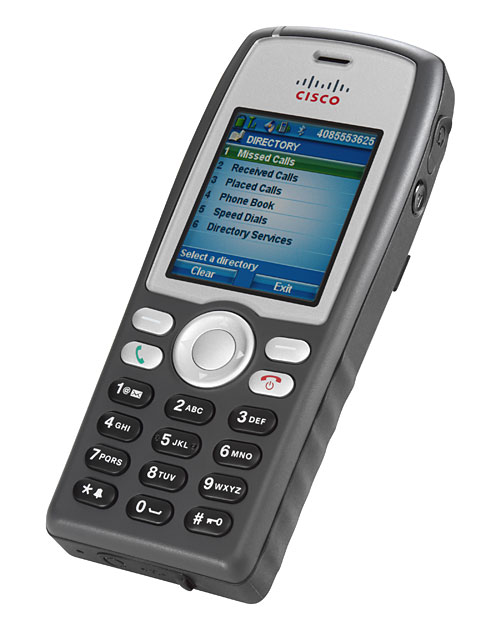 CISCO
4085553625
DIRECTORY
1 Missed Calls
2 Received Calls
3 Placed Calls
4 Phone Book
5 Speed Dials
6 Directory Services
Select a directory
Clear Exit
1@
2 ABC
3 DEF
4 GHI
5 JKL
6 MNO
7 PQRS
8 TUV
9 WXYZ
*
0
#